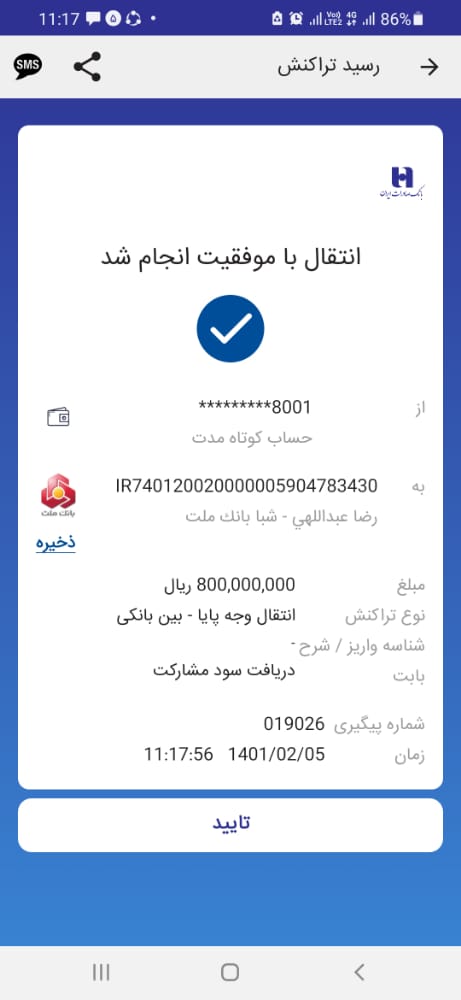 11:17 86%
VoLTE2 4G
SMS
رسید تراکنش
بانک صادرات ایران
انتقال با موفقیت انجام شد
از *********8001
حساب کوتاه مدت
به IR740120020000005904783430
رضا عبداللهي - شبا بانك ملت
بانک ملت
ذخیره
مبلغ 800,000,000 ریال
نوع تراکنش انتقال وجه پایا - بین بانکی
شناسه واریز / شرح -
بابت دریافت سود مشارکت
شماره پیگیری 019026
زمان 1401/02/05 11:17:56
تایید